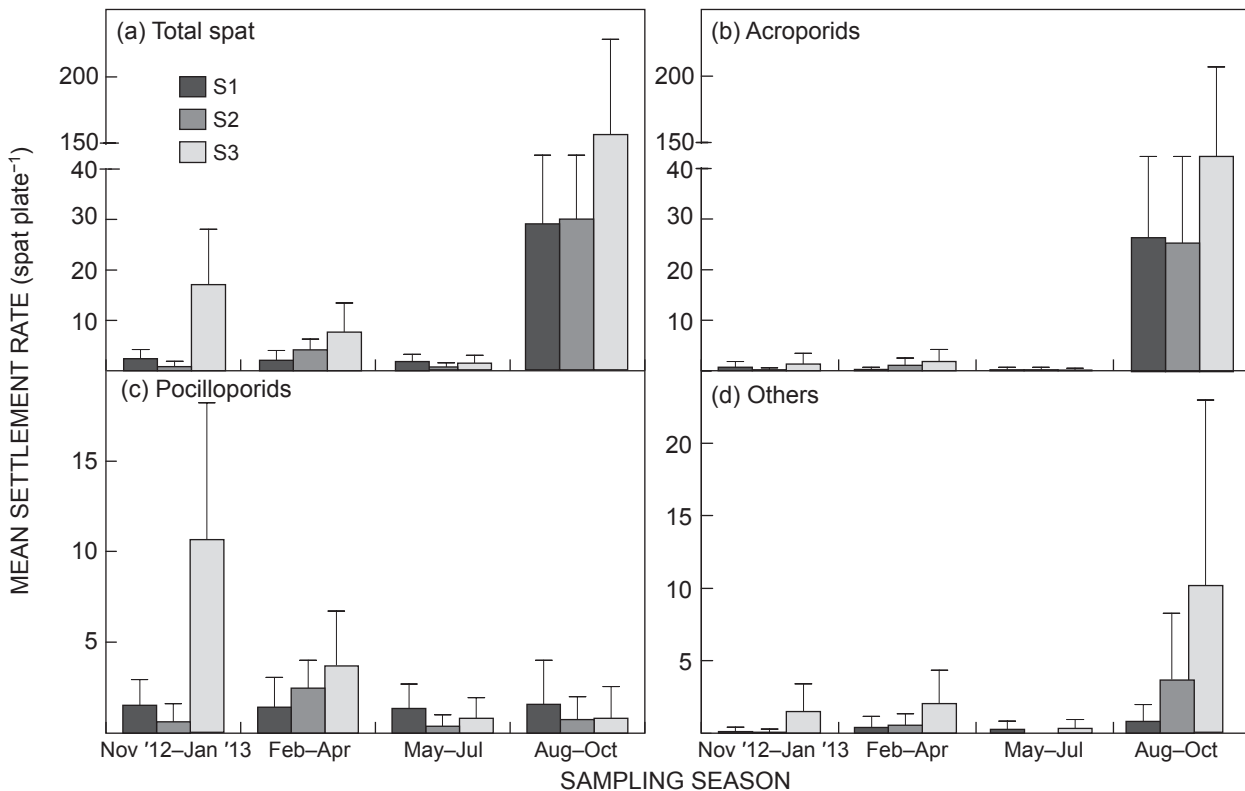 MEAN SETTLEMENT RATE (spat plate⁻¹)
(a) Total spat
S1
S2
S3
200
150
40
30
20
10
(b) Acroporids
200
150
40
30
20
10
(c) Pocilloporids
15
10
5
Nov '12–Jan '13 Feb–Apr May–Jul Aug–Oct
(d) Others
20
15
10
5
Nov '12–Jan '13 Feb–Apr May–Jul Aug–Oct
SAMPLING SEASON